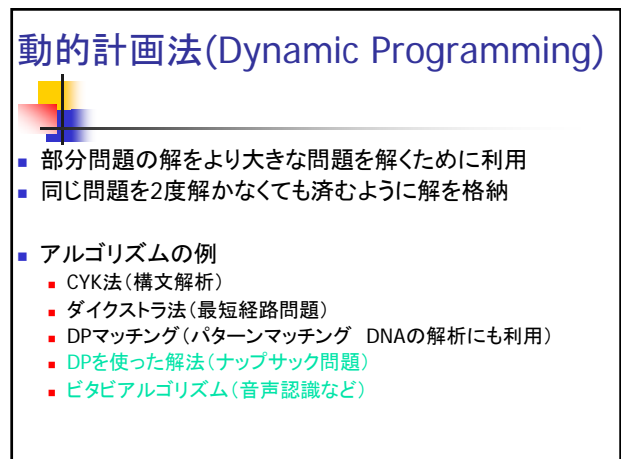 動的計画法(Dynamic Programming)
部分問題の解をより大きな問題を解くために利用
同じ問題を2度解かなくても済むように解を格納
アルゴリズムの例
CYK法(構文解析)
ダイクストラ法(最短経路問題)
DPマッチング(パターンマッチング　DNAの解析にも利用)
DPを使った解法(ナップサック問題)
ビタビアルゴリズム(音声認識など)